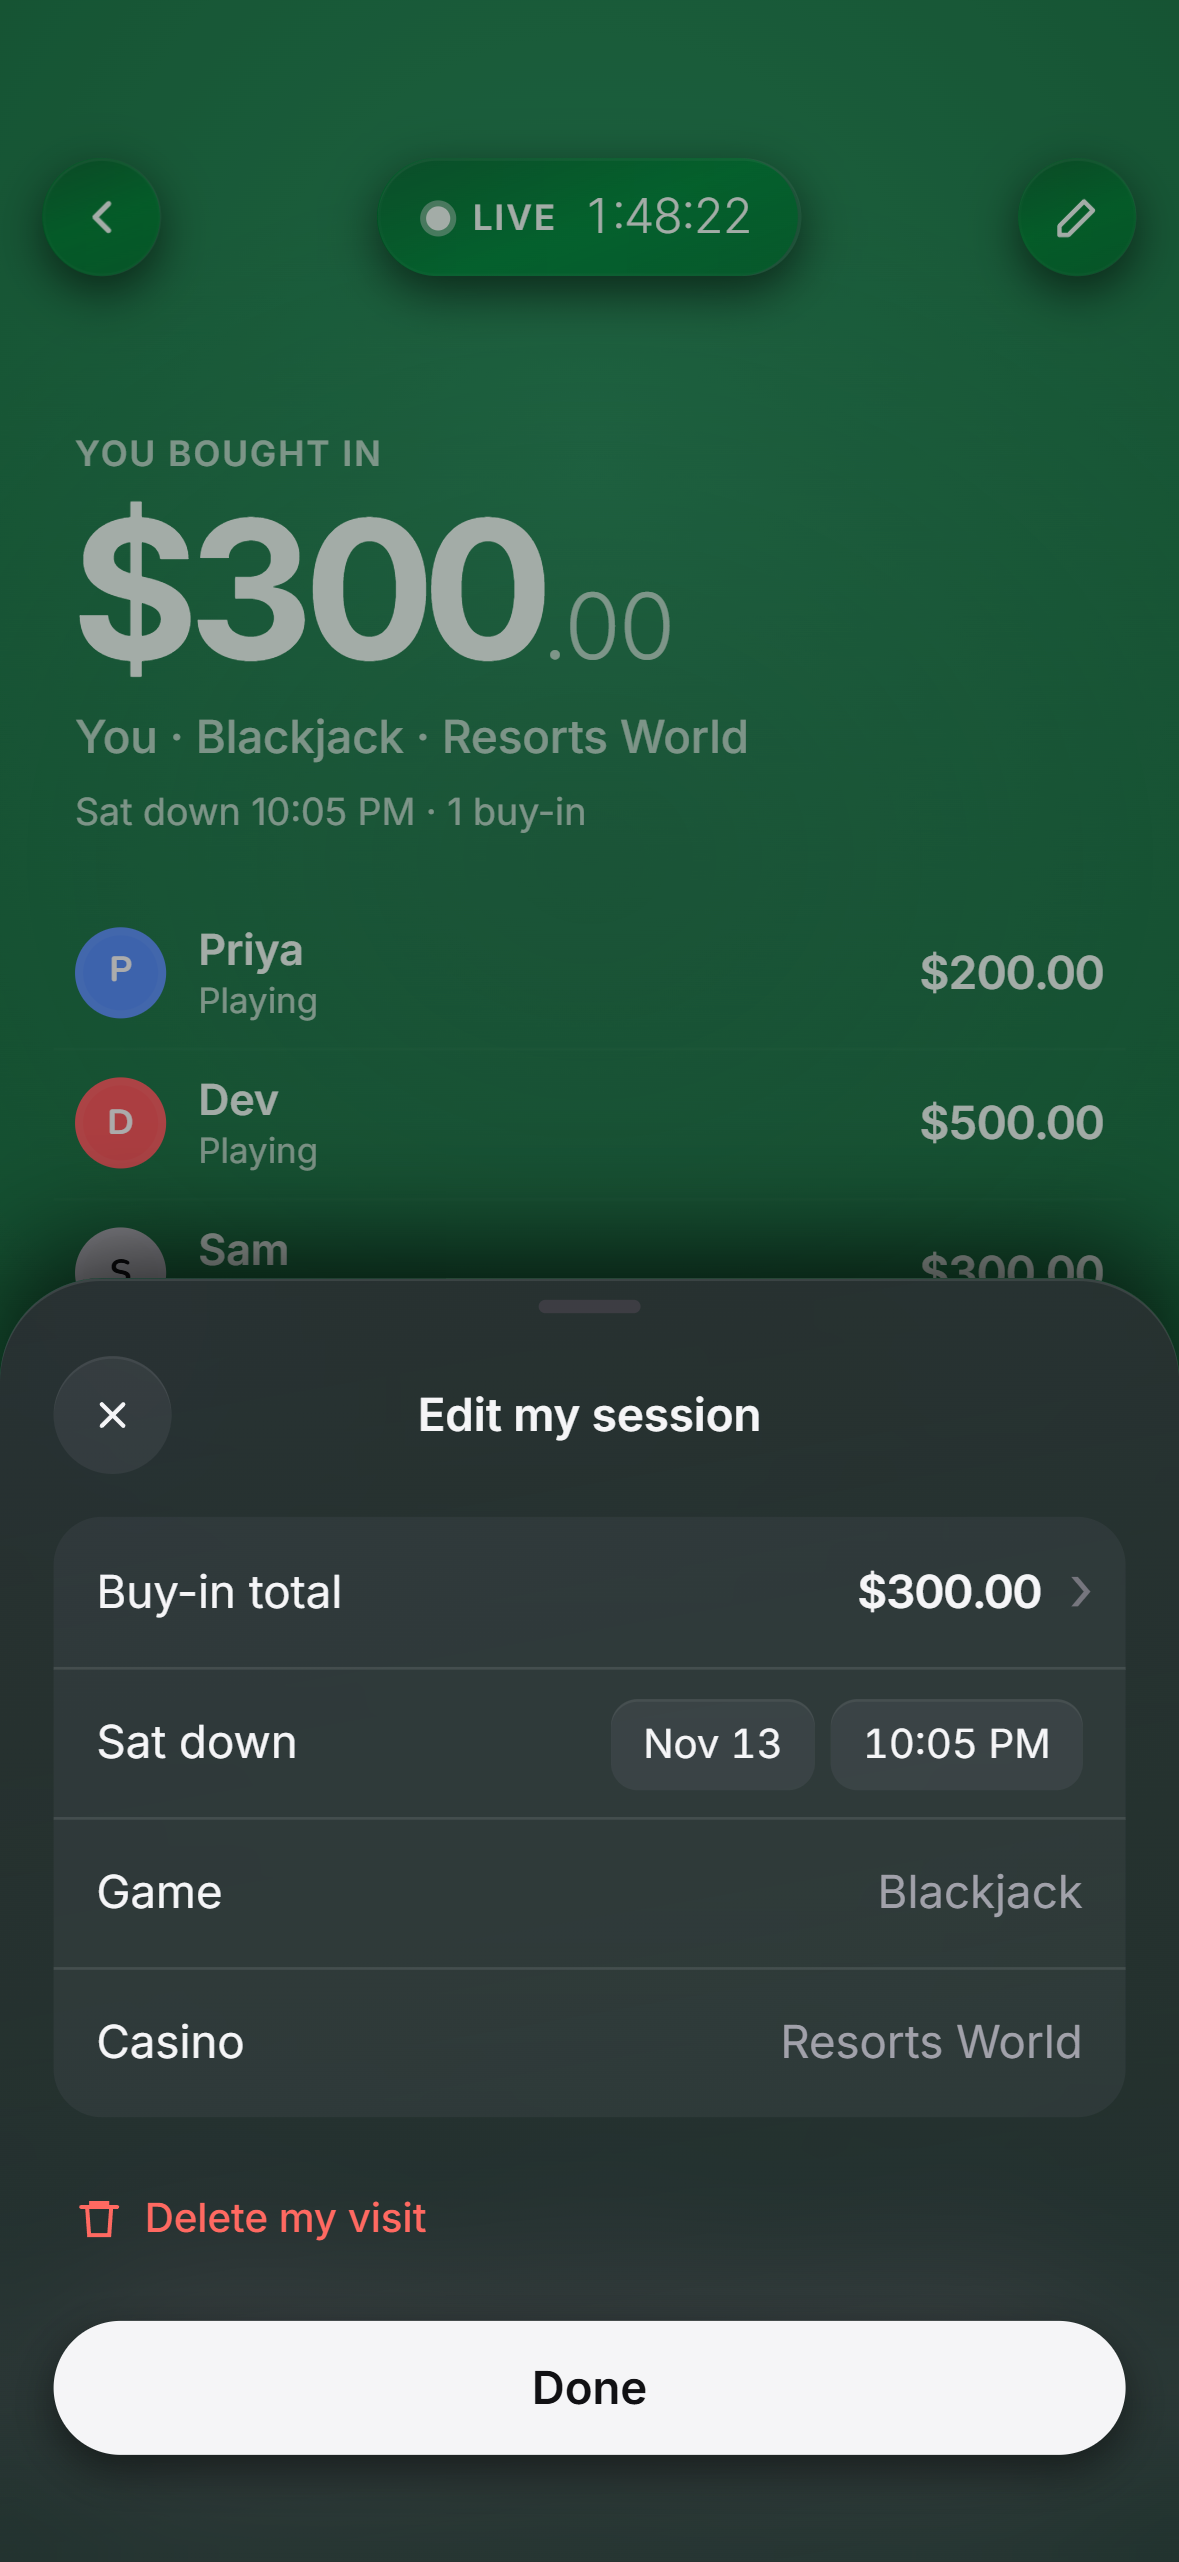 LIVE 1:48:22
YOU BOUGHT IN
$300.00
You · Blackjack · Resorts World
Sat down 10:05 PM · 1 buy-in
P
Priya
Playing
$200.00
D
Dev
Playing
$500.00
S
Sam
$300.00
Edit my session
Buy-in total $300.00
Sat down Nov 13 10:05 PM
Game Blackjack
Casino Resorts World
Delete my visit
Done